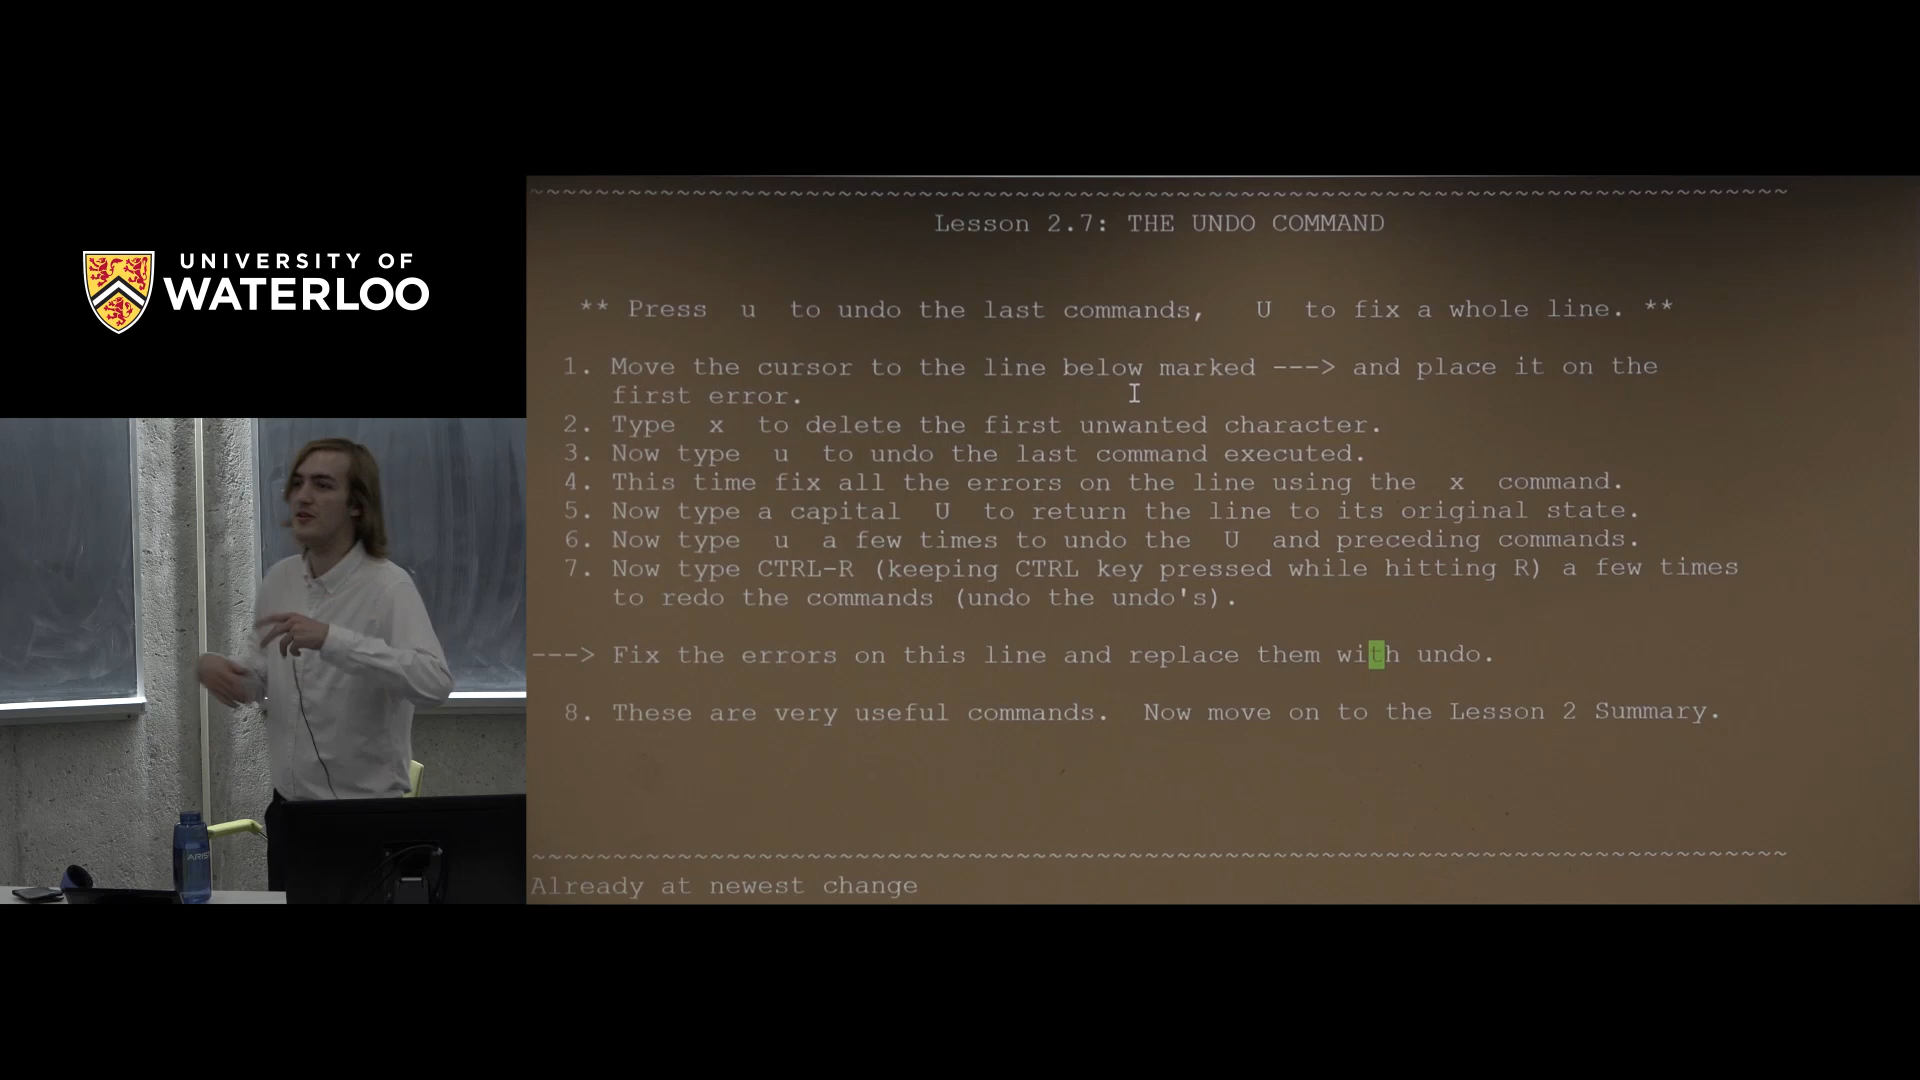 UNIVERSITY OF
WATERLOO
~~~~~~~~~~~~~~~~~~~~~~~~~~~~~~~~~~~~~~~~~~~~~~~~~~~~~~~~~~~~~~~~~~~~~~~~~~~~~~
Lesson 2.7: THE UNDO COMMAND
** Press  u  to undo the last commands,   U  to fix a whole line. **
1. Move the cursor to the line below marked ---> and place it on the
first error.
2. Type  x  to delete the first unwanted character.
3. Now type  u  to undo the last command executed.
4. This time fix all the errors on the line using the  x  command.
5. Now type a capital  U  to return the line to its original state.
6. Now type  u  a few times to undo the  U  and preceding commands.
7. Now type CTRL-R (keeping CTRL key pressed while hitting R) a few times
to redo the commands (undo the undo's).
---> Fix the errors on this line and replace them with undo.
8. These are very useful commands.  Now move on to the Lesson 2 Summary.
~~~~~~~~~~~~~~~~~~~~~~~~~~~~~~~~~~~~~~~~~~~~~~~~~~~~~~~~~~~~~~~~~~~~~~~~~~~~~~
Already at newest change